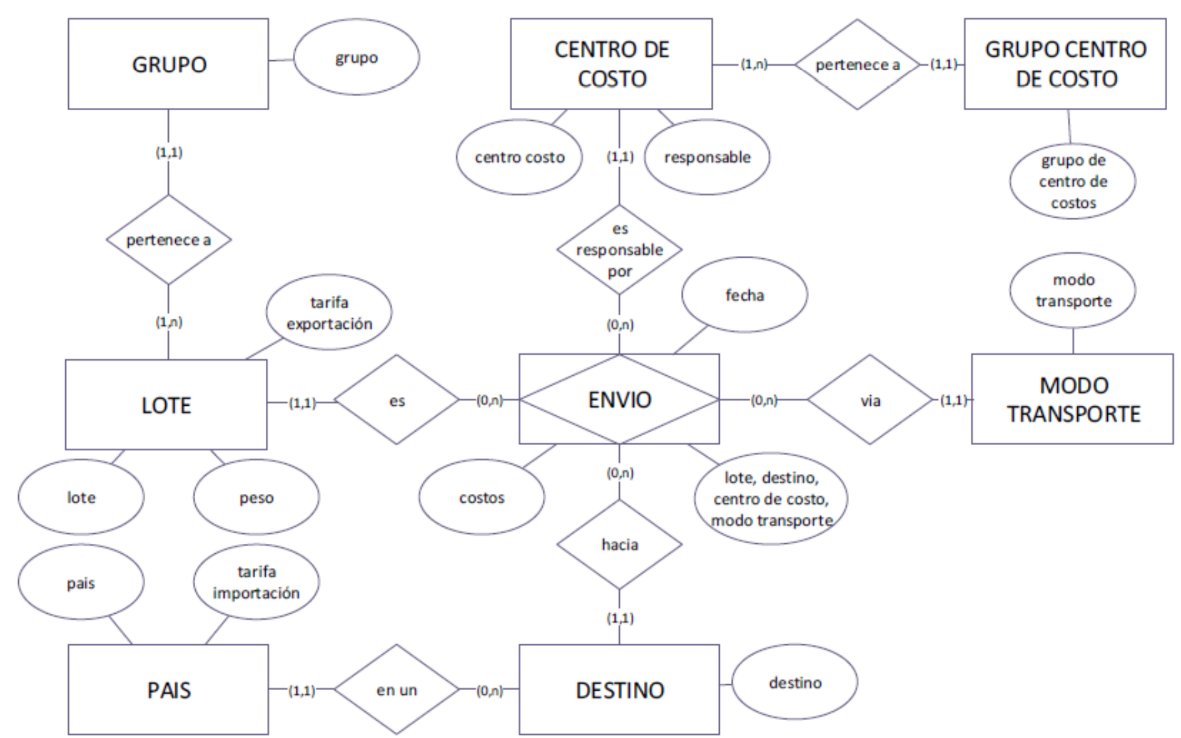 GRUPO
grupo
CENTRO DE
COSTO
(1,n)
pertenece a
(1,1)
GRUPO CENTRO
DE COSTO
(1,1)
centro costo
(1,1)
responsable
grupo de
centro de
costos
pertenece a
es
responsable
por
(1,n)
tarifa
exportación
(0,n)
fecha
modo
transporte
LOTE
(1,1)
es
(0,n)
ENVIO
(0,n)
via
(1,1)
MODO
TRANSPORTE
lote
peso
costos
(0,n)
lote, destino,
centro de costo,
modo transporte
hacia
pais
tarifa
importación
(1,1)
PAIS
(1,1)
en un
(0,n)
DESTINO
destino